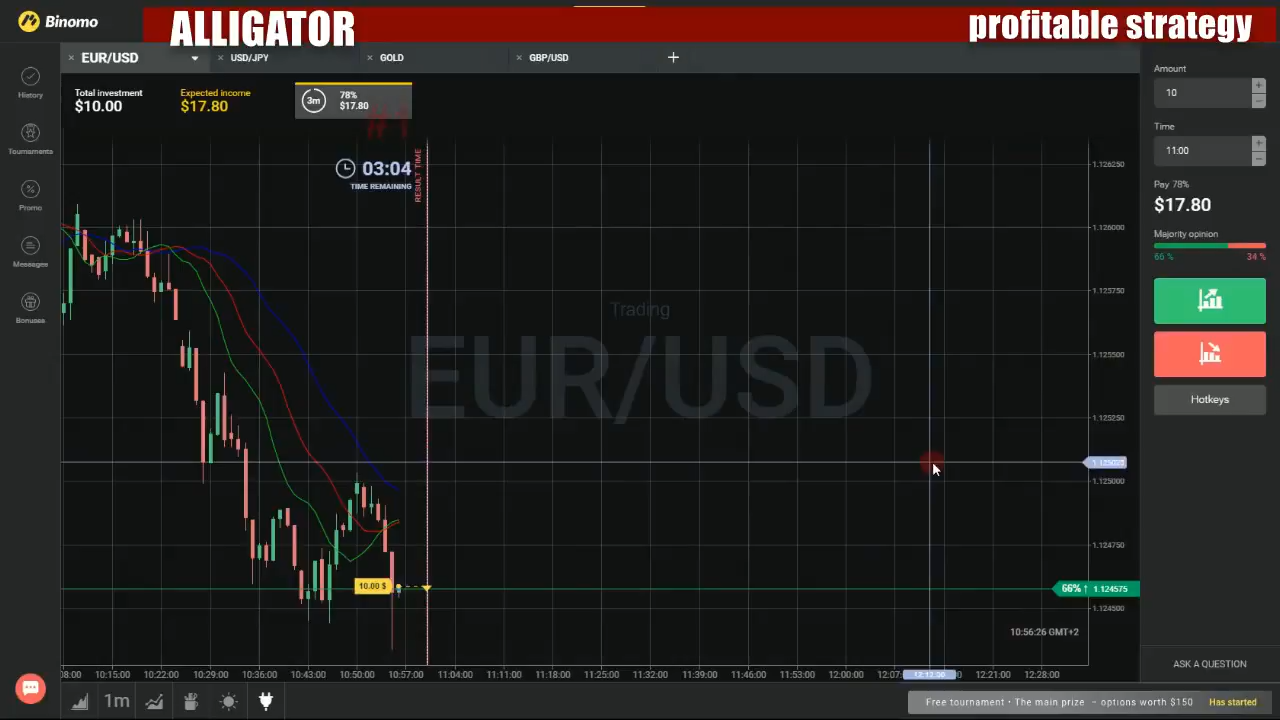 Binomo
ALLIGATOR
profitable strategy
EUR/USD
USD/JPY
GOLD
GBP/USD
Total investment
$10.00
Expected income
$17.80
3m
78%
$17.80
#1
03:04
TIME REMAINING
RESULT TIME
History
Tournaments
Promo
Messages
Bonuses
Amount
10
Time
11:00
Pay 78%
$17.80
Majority opinion
66 %
34 %
Hotkeys
Trading
EUR/USD
1.126250
1.126000
1.125750
1.125500
1.125250
1.125000
1.124750
1.124500
66% ↑ 1.124575
10.00 $
10:56:26 GMT+2
10:15:00
10:22:00
10:29:00
10:36:00
10:43:00
10:50:00
10:57:00
11:04:00
11:11:00
11:18:00
11:25:00
11:32:00
11:39:00
11:46:00
11:53:00
12:00:00
12:12:00
12:21:00
12:28:00
1m
ASK A QUESTION
Free tournament · The main prize – options worth $150
Has started